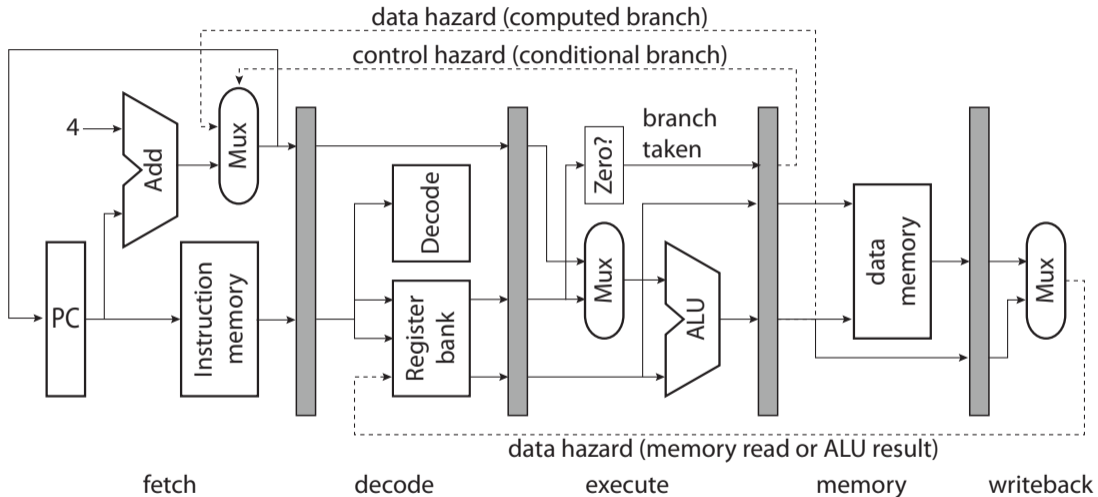 data hazard (computed branch)
control hazard (conditional branch)
4
Add
Mux
Zero?
branch
taken
Decode
data
memory
PC
Instruction
memory
Register
bank
Mux
ALU
Mux
data hazard (memory read or ALU result)
fetch
decode
execute
memory
writeback